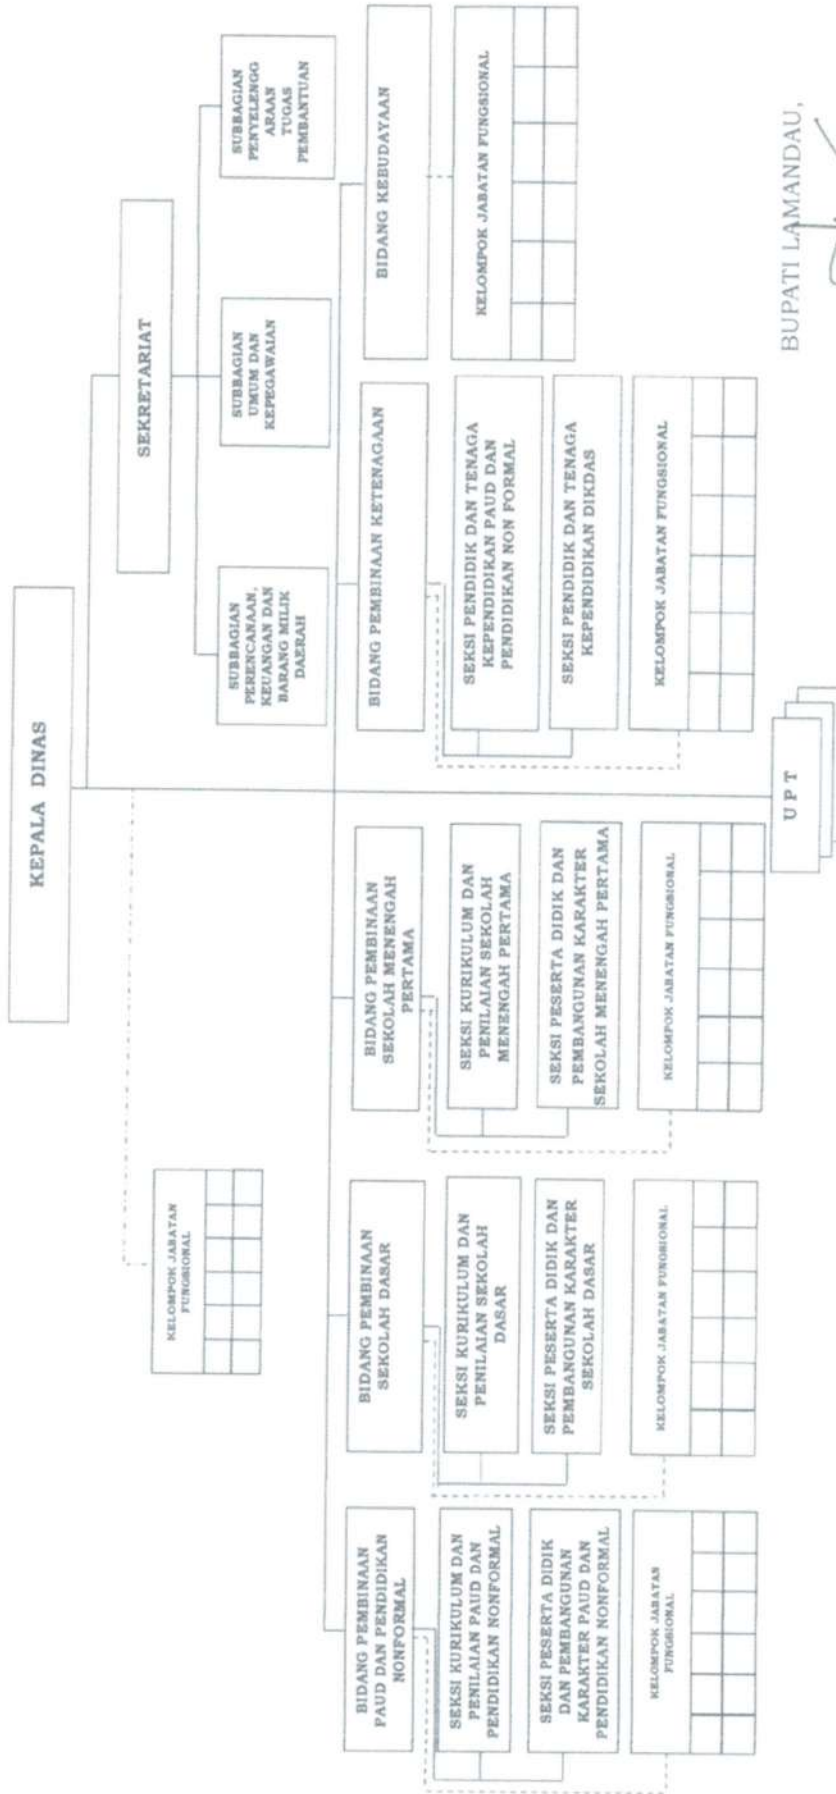 KEPALA DINAS
KELOMPOK JABATAN
FUNGSIONAL
SEKRETARIAT
SUBBAGIAN
PERENCANAAN,
KEUANGAN DAN
BARANG MILIK
DAERAH
SUBBAGIAN
UMUM DAN
KEPEGAWAIAN
SUBBAGIAN
PENYELENGG
ARAAN
TUGAS
PEMBANTUAN
BIDANG PEMBINAAN
PAUD DAN PENDIDIKAN
NONFORMAL
SEKSI KURIKULUM DAN
PENILAIAN PAUD DAN
PENDIDIKAN NONFORMAL
SEKSI PESERTA DIDIK
DAN PEMBANGUNAN
KARAKTER PAUD DAN
PENDIDIKAN NONFORMAL
KELOMPOK JABATAN
FUNGSIONAL
BIDANG PEMBINAAN
SEKOLAH DASAR
SEKSI KURIKULUM DAN
PENILAIAN SEKOLAH
DASAR
SEKSI PESERTA DIDIK DAN
PEMBANGUNAN KARAKTER
SEKOLAH DASAR
KELOMPOK JABATAN FUNGSIONAL
BIDANG PEMBINAAN
SEKOLAH MENENGAH
PERTAMA
SEKSI KURIKULUM DAN
PENILAIAN SEKOLAH
MENENGAH PERTAMA
SEKSI PESERTA DIDIK DAN
PEMBANGUNAN KARAKTER
SEKOLAH MENENGAH PERTAMA
KELOMPOK JABATAN FUNGSIONAL
BIDANG PEMBINAAN KETENAGAAN
SEKSI PENDIDIK DAN TENAGA
KEPENDIDIKAN PAUD DAN
PENDIDIKAN NON FORMAL
SEKSI PENDIDIK DAN TENAGA
KEPENDIDIKAN DIKDAS
KELOMPOK JABATAN FUNGSIONAL
BIDANG KEBUDAYAAN
KELOMPOK JABATAN FUNGSIONAL
U P T
BUPATI LAMANDAU,